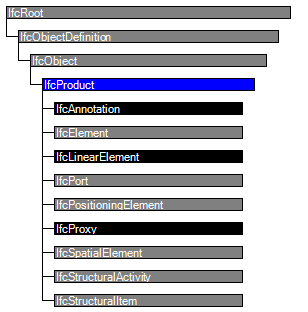 IfcRoot
IfcObjectDefinition
IfcObject
IfcProduct
IfcAnnotation
IfcElement
IfcLinearElement
IfcPort
IfcPositioningElement
IfcProxy
IfcSpatialElement
IfcStructuralActivity
IfcStructuralItem